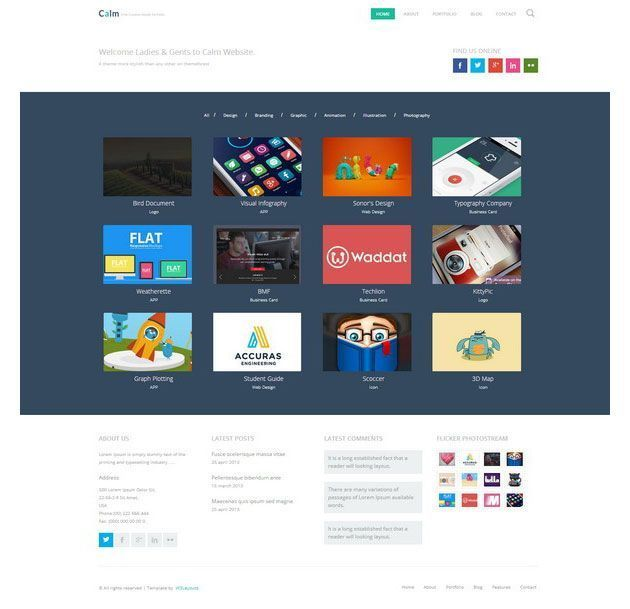 Calm
HOME
ABOUT
PORTFOLIO
BLOG
CONTACT
Welcome Ladies & Gents to Calm Website.
A theme more stylish than any other on themeforest
FIND US ONLINE
All / Design / Branding / Graphic / Animation / Illustration / Photography
Bird Document
Logo
Visual Infography
APP
Sonor's Design
Web Design
Typography Company
Business Card
FLAT
FLAT
FLAT
FLAT
Weatherette
APP
BMF
Business Card
Waddat
Techlion
Business Card
KittyPic
Logo
Graph Plotting
APP
ACCURAS
ENGINEERING
Student Guide
Web Design
Scoccer
Icon
3D Map
Icon
ABOUT US
Lorem Ipsum is simply dummy text of the
printing and typesetting industry.....
Address
500 Lorem Ipsum Dolor Sit,
22-56-2-9 Sit Amet,
USA
Phone:(00) 222 666 444
Fax: (000) 000 00 00 0
LATEST POSTS
Fusce scelerisque massa vitae
25 april 2013
Pellentesque bibendum ante
15 march 2013
Maecenas quis ipsum sed magna
25 april 2013
LATEST COMMENTS
It is a long established fact that a
reader will looking layout.
There are many variations of
passages of Lorem Ipsum available
words.
It is a long established fact that a
reader will looking layout.
FLICKER PHOTOSTREAM
© All rights reserved | Template by W3Layouts
Home
About
Portfolio
Blog
Features
Contact